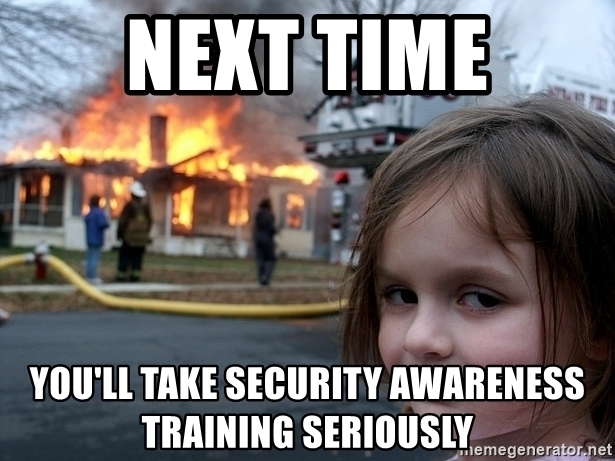 NEXT TIME
YOU'LL TAKE SECURITY AWARENESS
TRAINING SERIOUSLY
memegenerator.net